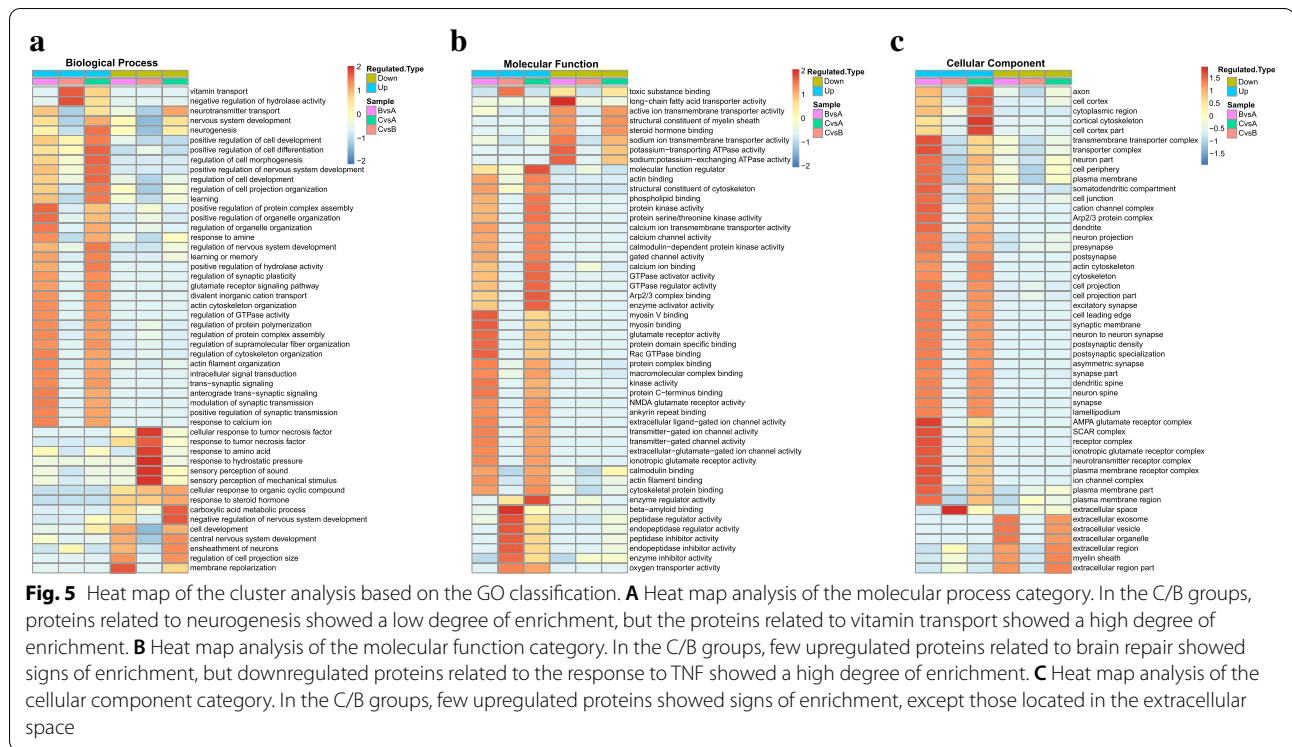 a
Biological Process
2
1
0
−1
−2
Regulated.Type
Down
Up
Sample
BvsA
CvsA
CvsB
vitamin transport
negative regulation of hydrolase activity
neurotransmitter transport
nervous system development
neurogenesis
positive regulation of cell development
positive regulation of cell differentiation
regulation of cell morphogenesis
positive regulation of nervous system development
regulation of cell development
regulation of cell projection organization
learning
positive regulation of protein complex assembly
positive regulation of organelle organization
regulation of organelle organization
response to amine
regulation of nervous system development
learning or memory
positive regulation of hydrolase activity
regulation of synaptic plasticity
glutamate receptor signaling pathway
divalent inorganic cation transport
actin cytoskeleton organization
regulation of GTPase activity
regulation of protein polymerization
regulation of protein complex assembly
regulation of supramolecular fiber organization
regulation of cytoskeleton organization
actin filament organization
intracellular signal transduction
trans−synaptic signaling
anterograde trans−synaptic signaling
modulation of synaptic transmission
positive regulation of synaptic transmission
response to calcium ion
cellular response to tumor necrosis factor
response to tumor necrosis factor
response to amino acid
response to hydrostatic pressure
sensory perception of sound
sensory perception of mechanical stimulus
cellular response to organic cyclic compound
response to steroid hormone
carboxylic acid metabolic process
negative regulation of nervous system development
cell development
central nervous system development
ensheathment of neurons
regulation of cell projection size
membrane repolarization
b
Molecular Function
2
1
0
−1
−2
Regulated.Type
Down
Up
Sample
BvsA
CvsA
CvsB
toxic substance binding
long−chain fatty acid transporter activity
active ion transmembrane transporter activity
structural constituent of myelin sheath
steroid hormone binding
sodium ion transmembrane transporter activity
potassium−transporting ATPase activity
sodium:potassium−exchanging ATPase activity
molecular function regulator
actin binding
structural constituent of cytoskeleton
phospholipid binding
protein kinase activity
protein serine/threonine kinase activity
calcium ion transmembrane transporter activity
calcium channel activity
calmodulin−dependent protein kinase activity
gated channel activity
calcium ion binding
GTPase activator activity
GTPase regulator activity
Arp2/3 complex binding
enzyme activator activity
myosin V binding
myosin binding
glutamate receptor activity
protein domain specific binding
Rac GTPase binding
protein complex binding
macromolecular complex binding
kinase activity
protein C−terminus binding
NMDA glutamate receptor activity
ankyrin repeat binding
extracellular ligand−gated ion channel activity
transmitter−gated ion channel activity
transmitter−gated channel activity
extracellular−glutamate−gated ion channel activity
ionotropic glutamate receptor activity
calmodulin binding
actin filament binding
cytoskeletal protein binding
enzyme regulator activity
beta−amyloid binding
peptidase regulator activity
endopeptidase regulator activity
peptidase inhibitor activity
endopeptidase inhibitor activity
enzyme inhibitor activity
oxygen transporter activity
c
Cellular Component
1.5
1
0.5
0
−0.5
−1
−1.5
Regulated.Type
Down
Up
Sample
BvsA
CvsA
CvsB
axon
cell cortex
cytoplasmic region
cortical cytoskeleton
cell cortex part
transmembrane transporter complex
transporter complex
neuron part
cell periphery
plasma membrane
somatodendritic compartment
cell junction
cation channel complex
Arp2/3 protein complex
dendrite
neuron projection
presynapse
postsynapse
actin cytoskeleton
cytoskeleton
cell projection
cell projection part
excitatory synapse
cell leading edge
synaptic membrane
neuron to neuron synapse
postsynaptic density
postsynaptic specialization
asymmetric synapse
synapse part
dendritic spine
neuron spine
synapse
lamellipodium
AMPA glutamate receptor complex
SCAR complex
receptor complex
ionotropic glutamate receptor complex
neurotransmitter receptor complex
plasma membrane receptor complex
ion channel complex
plasma membrane part
plasma membrane region
extracellular space
extracellular exosome
extracellular vesicle
extracellular organelle
extracellular region
myelin sheath
extracellular region part
Fig. 5 Heat map of the cluster analysis based on the GO classification. A Heat map analysis of the molecular process category. In the C/B groups,
proteins related to neurogenesis showed a low degree of enrichment, but the proteins related to vitamin transport showed a high degree of
enrichment. B Heat map analysis of the molecular function category. In the C/B groups, few upregulated proteins related to brain repair showed
signs of enrichment, but downregulated proteins related to the response to TNF showed a high degree of enrichment. C Heat map analysis of the
cellular component category. In the C/B groups, few upregulated proteins showed signs of enrichment, except those located in the extracellular
space